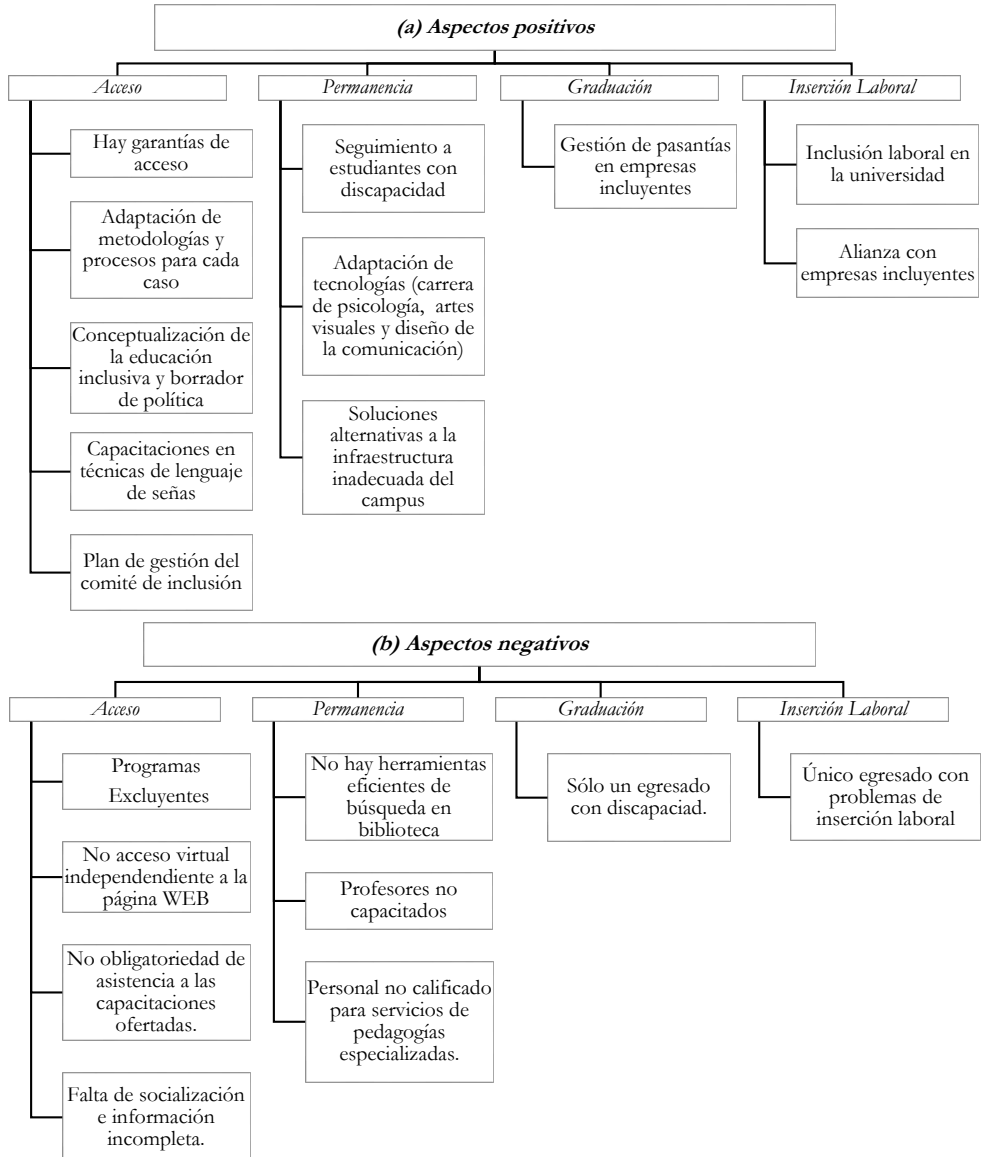 (a) Aspectos positivos
Acceso
Hay garantías de
acceso
Adaptación de
metodologías y
procesos para cada
caso
Conceptualización de
la educación
inclusiva y borrador
de política
Capacitaciones en
técnicas de lenguaje
de señas
Plan de gestión del
comité de inclusión
Permanencia
Seguimiento a
estudiantes con
discapacidad
Adaptación de
tecnologías (carrera
de psicología, artes
visuales y diseño de
la comunicación)
Soluciones
alternativas a la
infraestructura
inadecuada del
campus
Graduación
Gestión de pasantías
en empresas
incluyentes
Inserción Laboral
Inclusión laboral en
la universidad
Alianza con
empresas incluyentes
(b) Aspectos negativos
Acceso
Programas
Excluyentes
No acceso virtual
independiente a la
página WEB
No obligatoriedad de
asistencia a las
capacitaciones
ofertadas.
Falta de socialización
e información
incompleta.
Permanencia
No hay herramientas
eficientes de
búsqueda en
biblioteca
Profesores no
capacitados
Personal no calificado
para servicios de
pedagogías
especializadas.
Graduación
Sólo un egresado
con discapaciad.
Inserción Laboral
Único egresado con
problemas de
inserción laboral